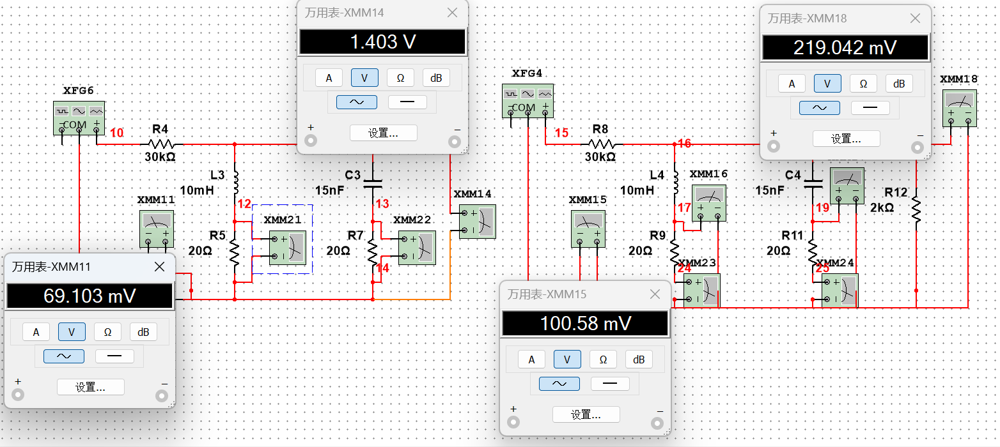 万用表-XMM14
1.403 V
A V Ω dB
+ −
设置...
万用表-XMM18
219.042 mV
A V Ω dB
+ −
设置...
XFG6
COM
+
10
R4
30kΩ
L3
10mH
12
XMM11
− +
XMM21
+
R5
20Ω
C3
15nF
13
XMM22
+
R7
20Ω
14
XMM14
+
XFG4
COM
+
15
R8
30kΩ
16
XMM18
+ −
L4
10mH
XMM16
+ −
17
XMM15
− +
R9
20Ω
XMM23
24
+
C4
15nF
+ −
19
R12
2kΩ
R11
20Ω
XMM24
25
+
万用表-XMM11
69.103 mV
A V Ω dB
+ −
设置...
万用表-XMM15
100.58 mV
A V Ω dB
+ −
设置...